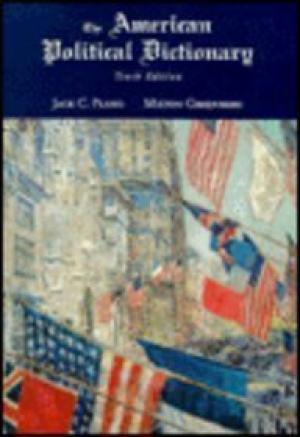 The American
Political Dictionary
Tenth Edition
Jack C. Plano Milton Greenberg